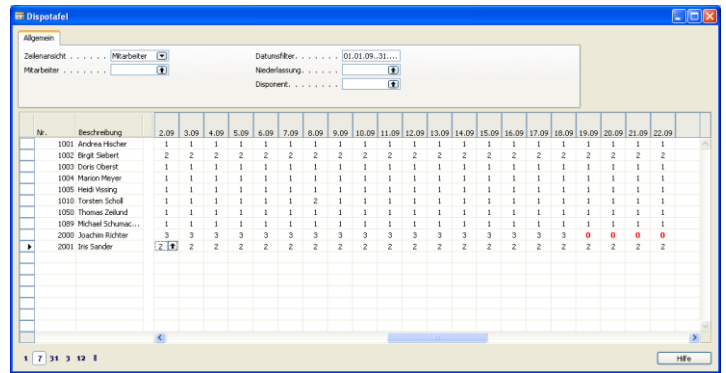 Dispotafel
Allgemein
Zeilenansicht . . . . . . Mitarbeiter Datumsfilter. . . . . . . 01.01.09..31....
Mitarbeiter . . . . . . . Niederlassung. . . . . .
Disponent. . . . . . . .
Nr. Beschreibung 2.09 3.09 4.09 5.09 6.09 7.09 8.09 9.09 10.09 11.09 12.09 13.09 14.09 15.09 16.09 17.09 18.09 19.09 20.09 21.09 22.09
1001 Andrea Hischer 1 1 1 1 1 1 1 1 1 1 1 1 1 1 1 1 1 1 1 1 1
1002 Birgit Siebert 2 2 2 2 2 2 2 2 2 2 2 2 2 2 2 2 2 2 2 2 2
1003 Doris Oberst 1 1 1 1 1 1 1 1 1 1 1 1 1 1 1 1 1 1 1 1 1
1004 Marion Meyer 1 1 1 1 1 1 1 1 1 1 1 1 1 1 1 1 1 1 1 1 1
1005 Heidi Vissing 1 1 1 1 1 1 1 1 1 1 1 1 1 1 1 1 1 1 1 1 1
1010 Torsten Scholl 1 1 1 1 1 1 2 1 1 1 1 1 1 1 1 1 1 1 1 1 1
1050 Thomas Zeilund 1 1 1 1 1 1 1 1 1 1 1 1 1 1 1 1 1 1 1 1 1
1089 Michael Schumac... 1 1 1 1 1 1 1 1 1 1 1 1 1 1 1 1 1 1 1 1 1
2000 Joachim Richter 3 3 3 3 3 3 3 3 3 3 3 3 3 3 3 3 3 0 0 0 0
2001 Iris Sander 2 2 2 2 2 2 2 2 2 2 2 2 2 2 2 2 2 2 2 2 2
1 7 31 3 12 Hilfe